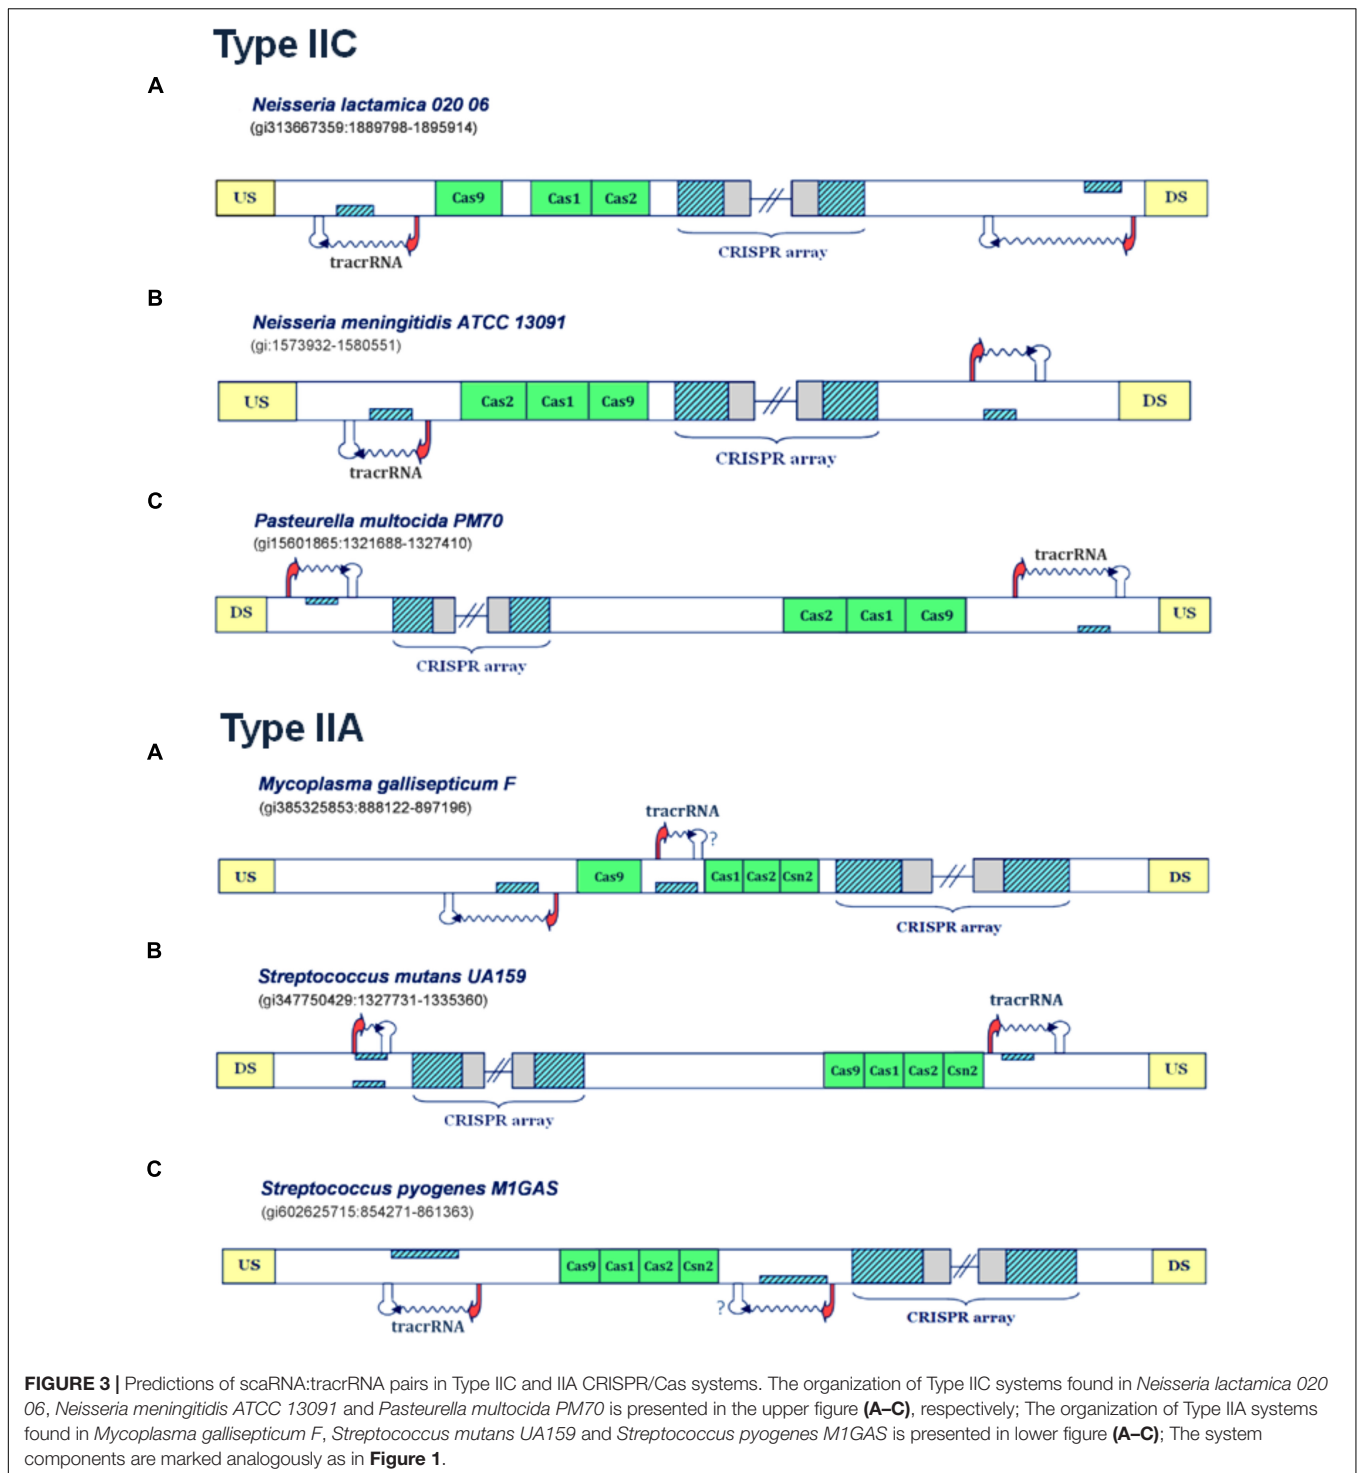 Type IIC
A
Neisseria lactamica 020 06
(gi313667359:1889798-1895914)
US Cas9 Cas1 Cas2 DS
CRISPR array
tracrRNA
B
Neisseria meningitidis ATCC 13091
(gi:1573932-1580551)
US Cas2 Cas1 Cas9 DS
CRISPR array
tracrRNA
C
Pasteurella multocida PM70
(gi15601865:1321688-1327410)
tracrRNA
DS Cas2 Cas1 Cas9 US
CRISPR array
Type IIA
A
Mycoplasma gallisepticum F
(gi385325853:888122-897196)
tracrRNA
?
US Cas9 Cas1 Cas2 Csn2 DS
CRISPR array
B
Streptococcus mutans UA159
(gi347750429:1327731-1335360)
tracrRNA
DS Cas9 Cas1 Cas2 Csn2 US
CRISPR array
C
Streptococcus pyogenes M1GAS
(gi602625715:854271-861363)
US Cas9 Cas1 Cas2 Csn2 DS
?
CRISPR array
tracrRNA
FIGURE 3 | Predictions of scaRNA:tracrRNA pairs in Type IIC and IIA CRISPR/Cas systems. The organization of Type IIC systems found in Neisseria lactamica 020
06, Neisseria meningitidis ATCC 13091 and Pasteurella multocida PM70 is presented in the upper figure (A–C), respectively; The organization of Type IIA systems
found in Mycoplasma gallisepticum F, Streptococcus mutans UA159 and Streptococcus pyogenes M1GAS is presented in lower figure (A–C); The system
components are marked analogously as in Figure 1.